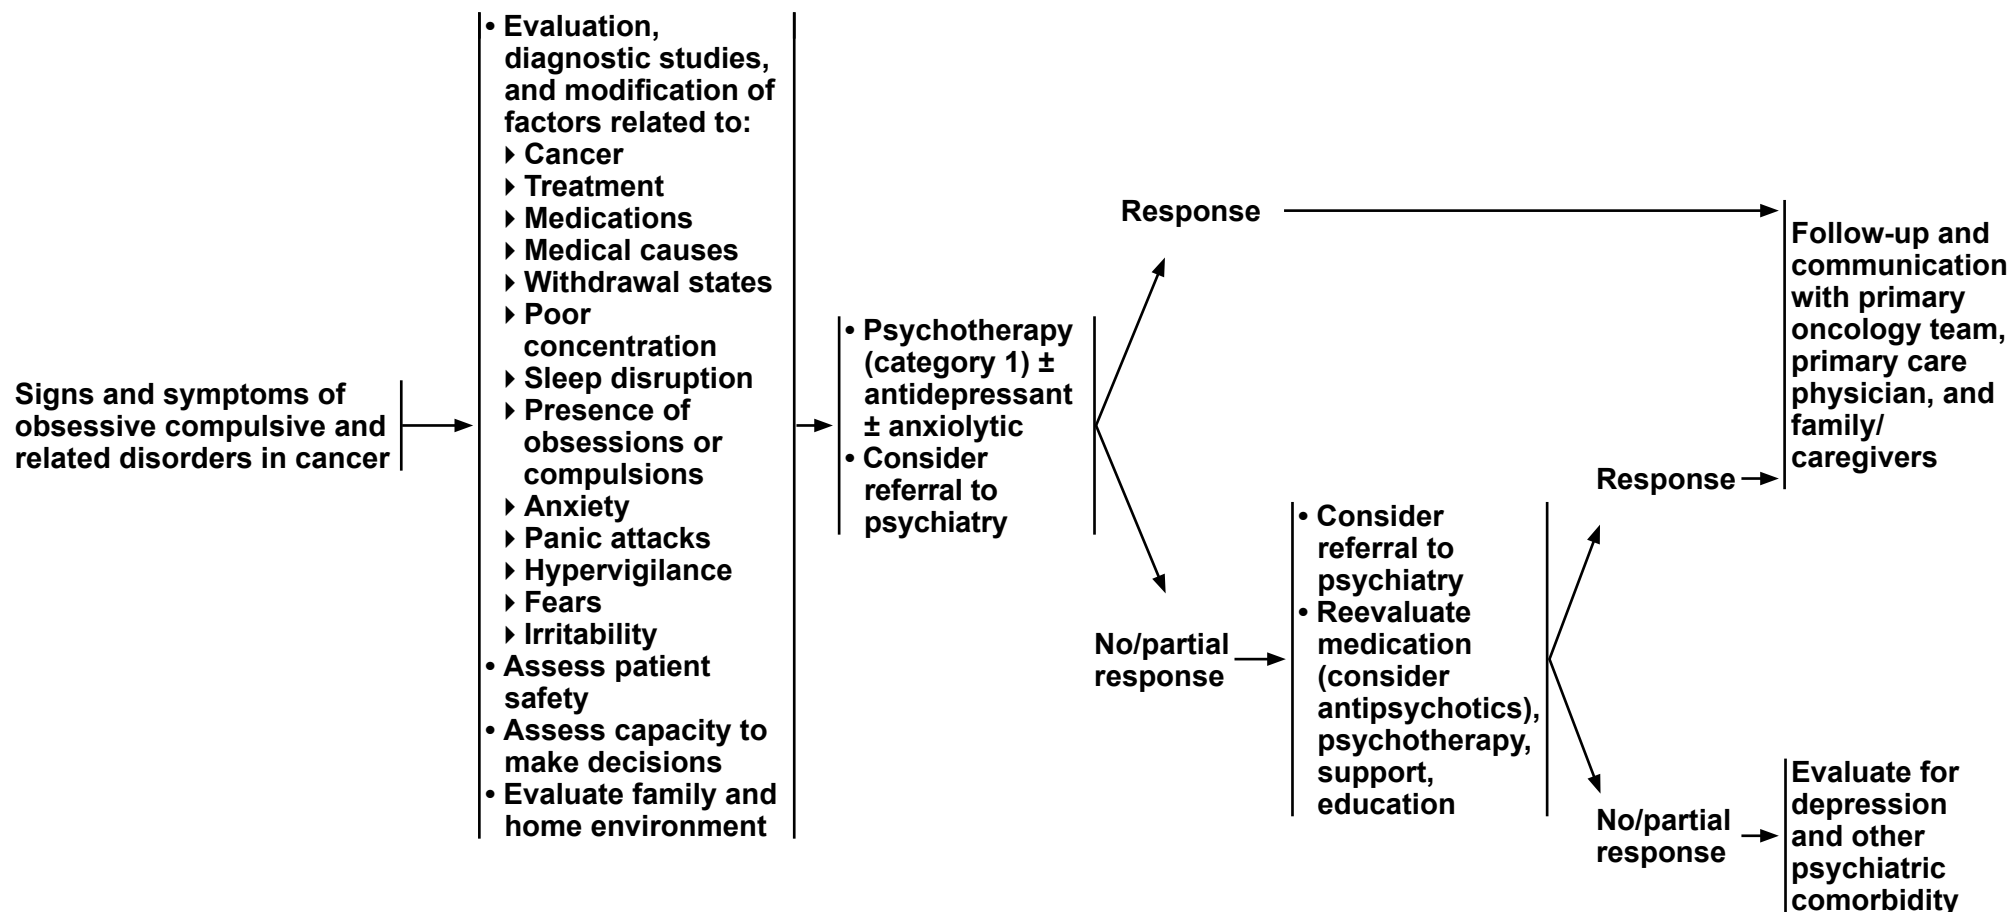 Signs and symptoms of
obsessive compulsive and
related disorders in cancer
• Evaluation,
diagnostic studies,
and modification of
factors related to:
Cancer
Treatment
Medications
Medical causes
Withdrawal states
Poor
concentration
Sleep disruption
Presence of
obsessions or
compulsions
Anxiety
Panic attacks
Hypervigilance
Fears
Irritability
• Assess patient
safety
• Assess capacity to
make decisions
• Evaluate family and
home environment
• Psychotherapy
(category 1) ±
antidepressant
± anxiolytic
• Consider
referral to
psychiatry
Response
No/partial
response
• Consider
referral to
psychiatry
• Reevaluate
medication
(consider
antipsychotics),
psychotherapy,
support,
education
Response
No/partial
response
Follow-up and
communication
with primary
oncology team,
primary care
physician, and
family/
caregivers
Evaluate for
depression
and other
psychiatric
comorbidity